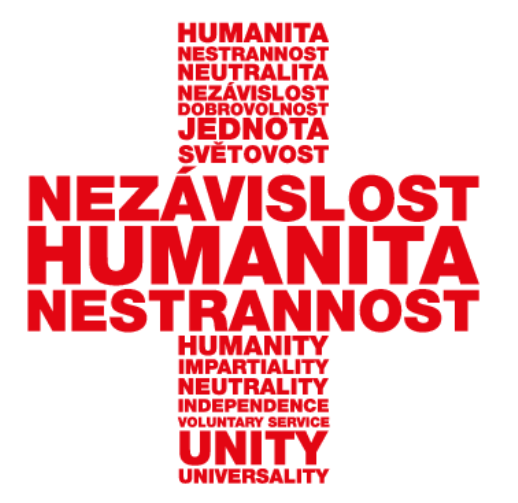 HUMANITA
NESTRANNOST
NEUTRALITA
NEZÁVISLOST
DOBROVOLNOST
JEDNOTA
SVĚTOVOST
NEZÁVISLOST
HUMANITA
NESTRANNOST
HUMANITY
IMPARTIALITY
NEUTRALITY
INDEPENDENCE
VOLUNTARY SERVICE
UNITY
UNIVERSALITY